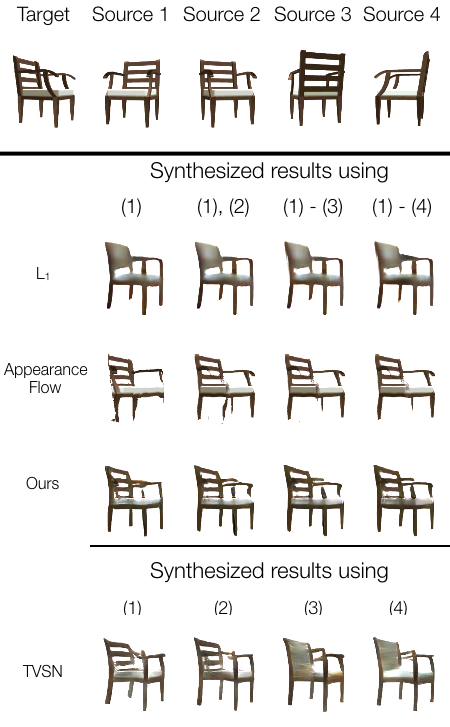 Target Source 1 Source 2 Source 3 Source 4
Synthesized results using
(1) (1), (2) (1) - (3) (1) - (4)
L₁
Appearance
Flow
Ours
Synthesized results using
(1) (2) (3) (4)
TVSN